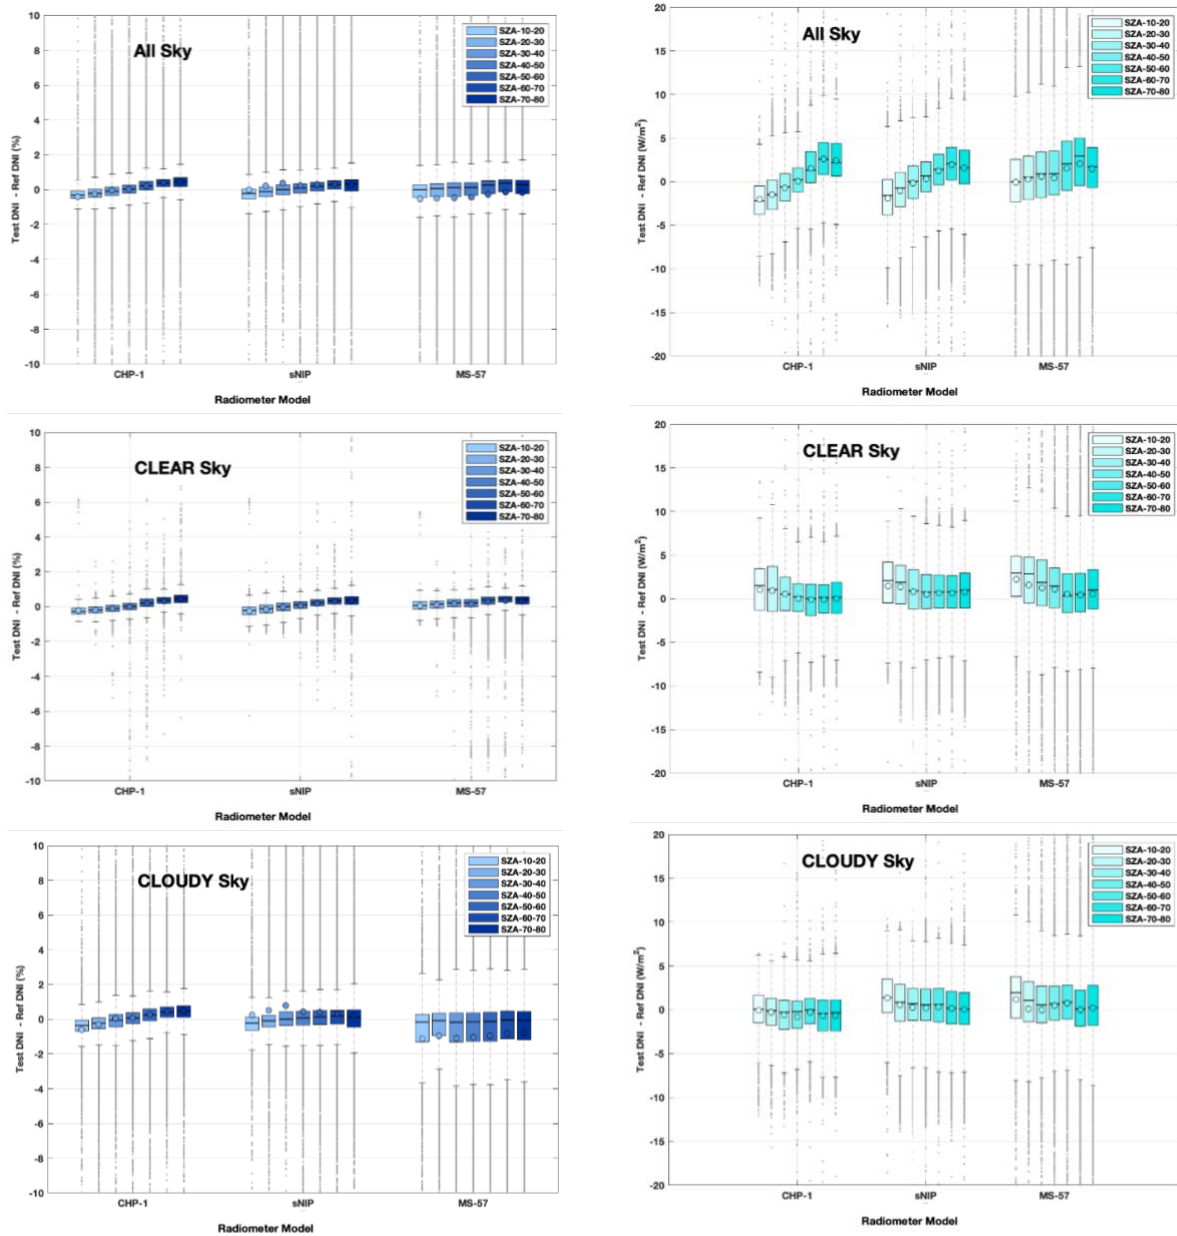 All Sky
SZA-10-20
SZA-20-30
SZA-30-40
SZA-40-50
SZA-50-60
SZA-60-70
SZA-70-80
Test DNI - Ref DNI (%)
10
8
6
4
2
0
-2
-4
-6
-8
-10
CHP-1
sNIP
MS-57
Radiometer Model
All Sky
SZA-10-20
SZA-20-30
SZA-30-40
SZA-40-50
SZA-50-60
SZA-60-70
SZA-70-80
Test DNI - Ref DNI (W/m²)
20
15
10
5
0
-5
-10
-15
-20
CHP-1
sNIP
MS-57
Radiometer Model
CLEAR Sky
SZA-10-20
SZA-20-30
SZA-30-40
SZA-40-50
SZA-50-60
SZA-60-70
SZA-70-80
Test DNI - Ref DNI (%)
10
8
6
4
2
0
-2
-4
-6
-8
-10
CHP-1
sNIP
MS-57
Radiometer Model
CLEAR Sky
SZA-10-20
SZA-20-30
SZA-30-40
SZA-40-50
SZA-50-60
SZA-60-70
SZA-70-80
Test DNI - Ref DNI (W/m²)
20
15
10
5
0
-5
-10
-15
-20
CHP-1
sNIP
MS-57
Radiometer Model
CLOUDY Sky
SZA-10-20
SZA-20-30
SZA-30-40
SZA-40-50
SZA-50-60
SZA-60-70
SZA-70-80
Test DNI - Ref DNI (%)
10
8
6
4
2
0
-2
-4
-6
-8
-10
CHP-1
sNIP
MS-57
Radiometer Model
CLOUDY Sky
SZA-10-20
SZA-20-30
SZA-30-40
SZA-40-50
SZA-50-60
SZA-60-70
SZA-70-80
Test DNI - Ref DNI (W/m²)
20
15
10
5
0
-5
-10
-15
-20
CHP-1
sNIP
MS-57
Radiometer Model